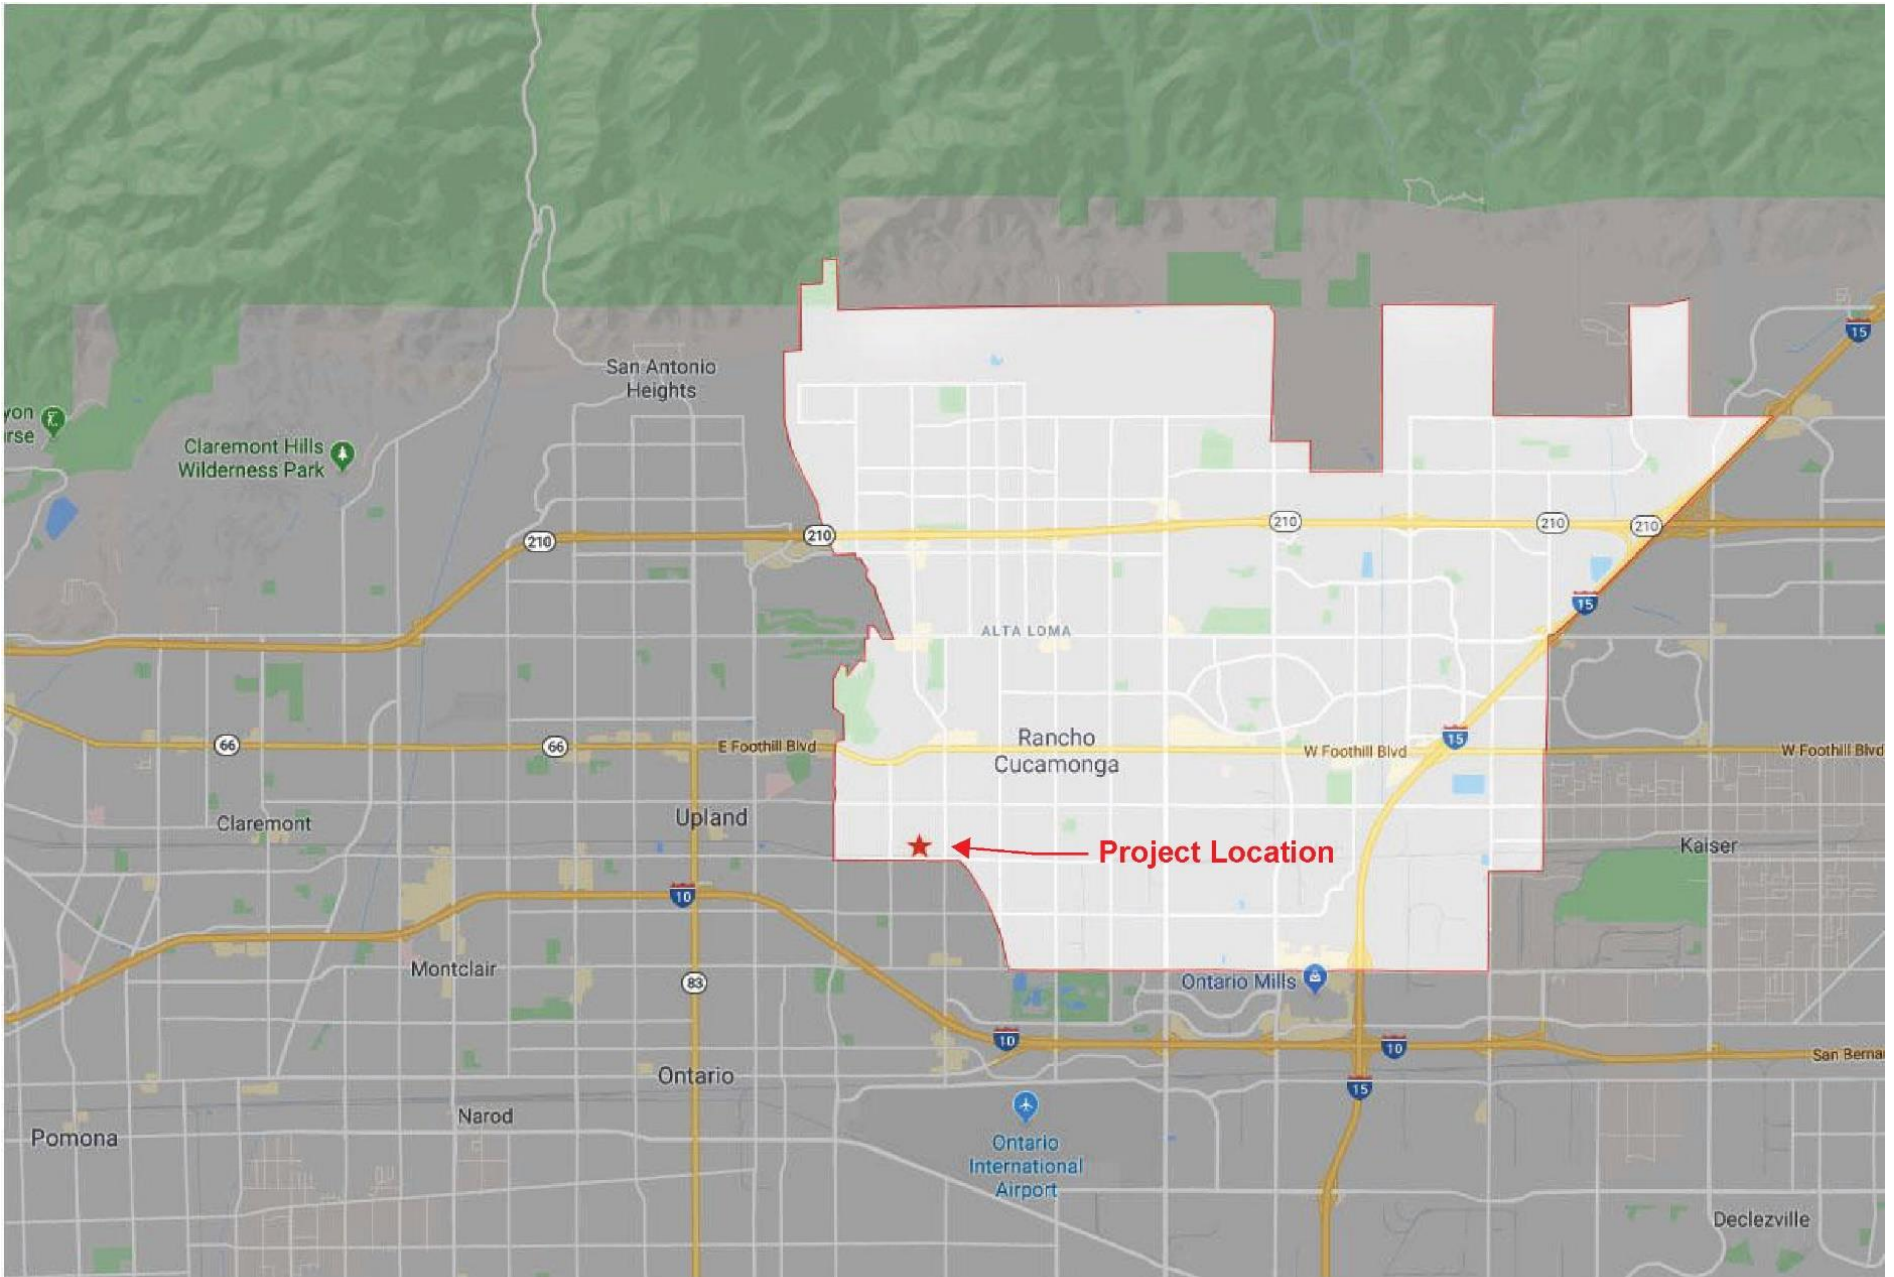 15
San Antonio
Heights
yon
rse
Claremont Hills
Wilderness Park
210
210
210
210
210
15
ALTA LOMA
66
66
E Foothill Blvd
Rancho
Cucamonga
W Foothill Blvd
15
W Foothill Blvd
Claremont
Upland
Project Location
Kaiser
10
Montclair
83
Ontario Mills
10
10
San Berna
Ontario
15
Narod
Pomona
Ontario
International
Airport
Declezville